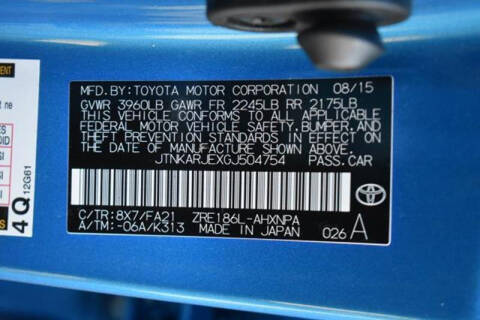 MFD.BY:TOYOTA MOTOR CORPORATION 08/15
GVWR 3960LB GAWR FR 2245LB RR 2175LB
THIS VEHICLE CONFORMS TO ALL APPLICABLE
FEDERAL MOTOR VEHICLE SAFETY, BUMPER, AND
THEFT PREVENTION STANDARDS IN EFFECT ON
THE DATE OF MANUFACTURE SHOWN ABOVE.
JTNKARJEXGJ504754 PASS.CAR
C/TR:8X7/FA21 ZRE186L-AHXNPA
A/TM:-06A/K313 MADE IN JAPAN 026 A
4Q 12G61